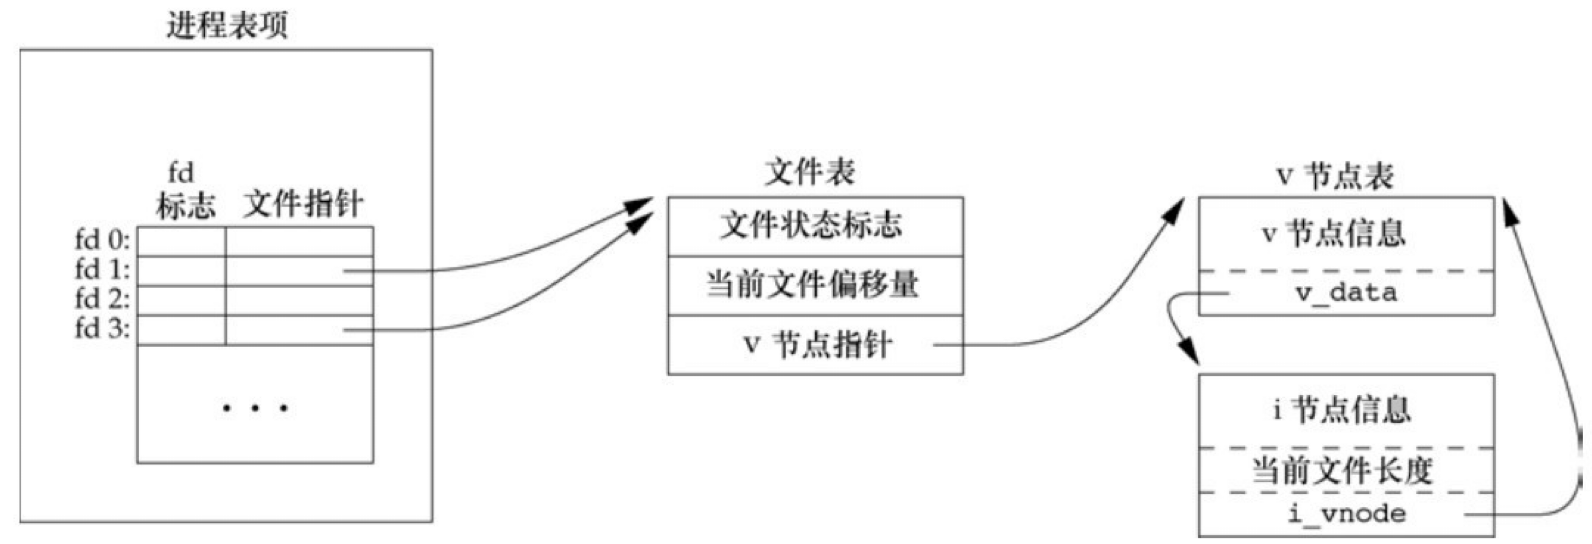 进程表项
fd
标志
文件指针
fd 0:
fd 1:
fd 2:
fd 3:
· · ·
文件表
文件状态标志
当前文件偏移量
v 节点指针
v 节点表
v 节点信息
v_data
i 节点信息
当前文件长度
i_vnode